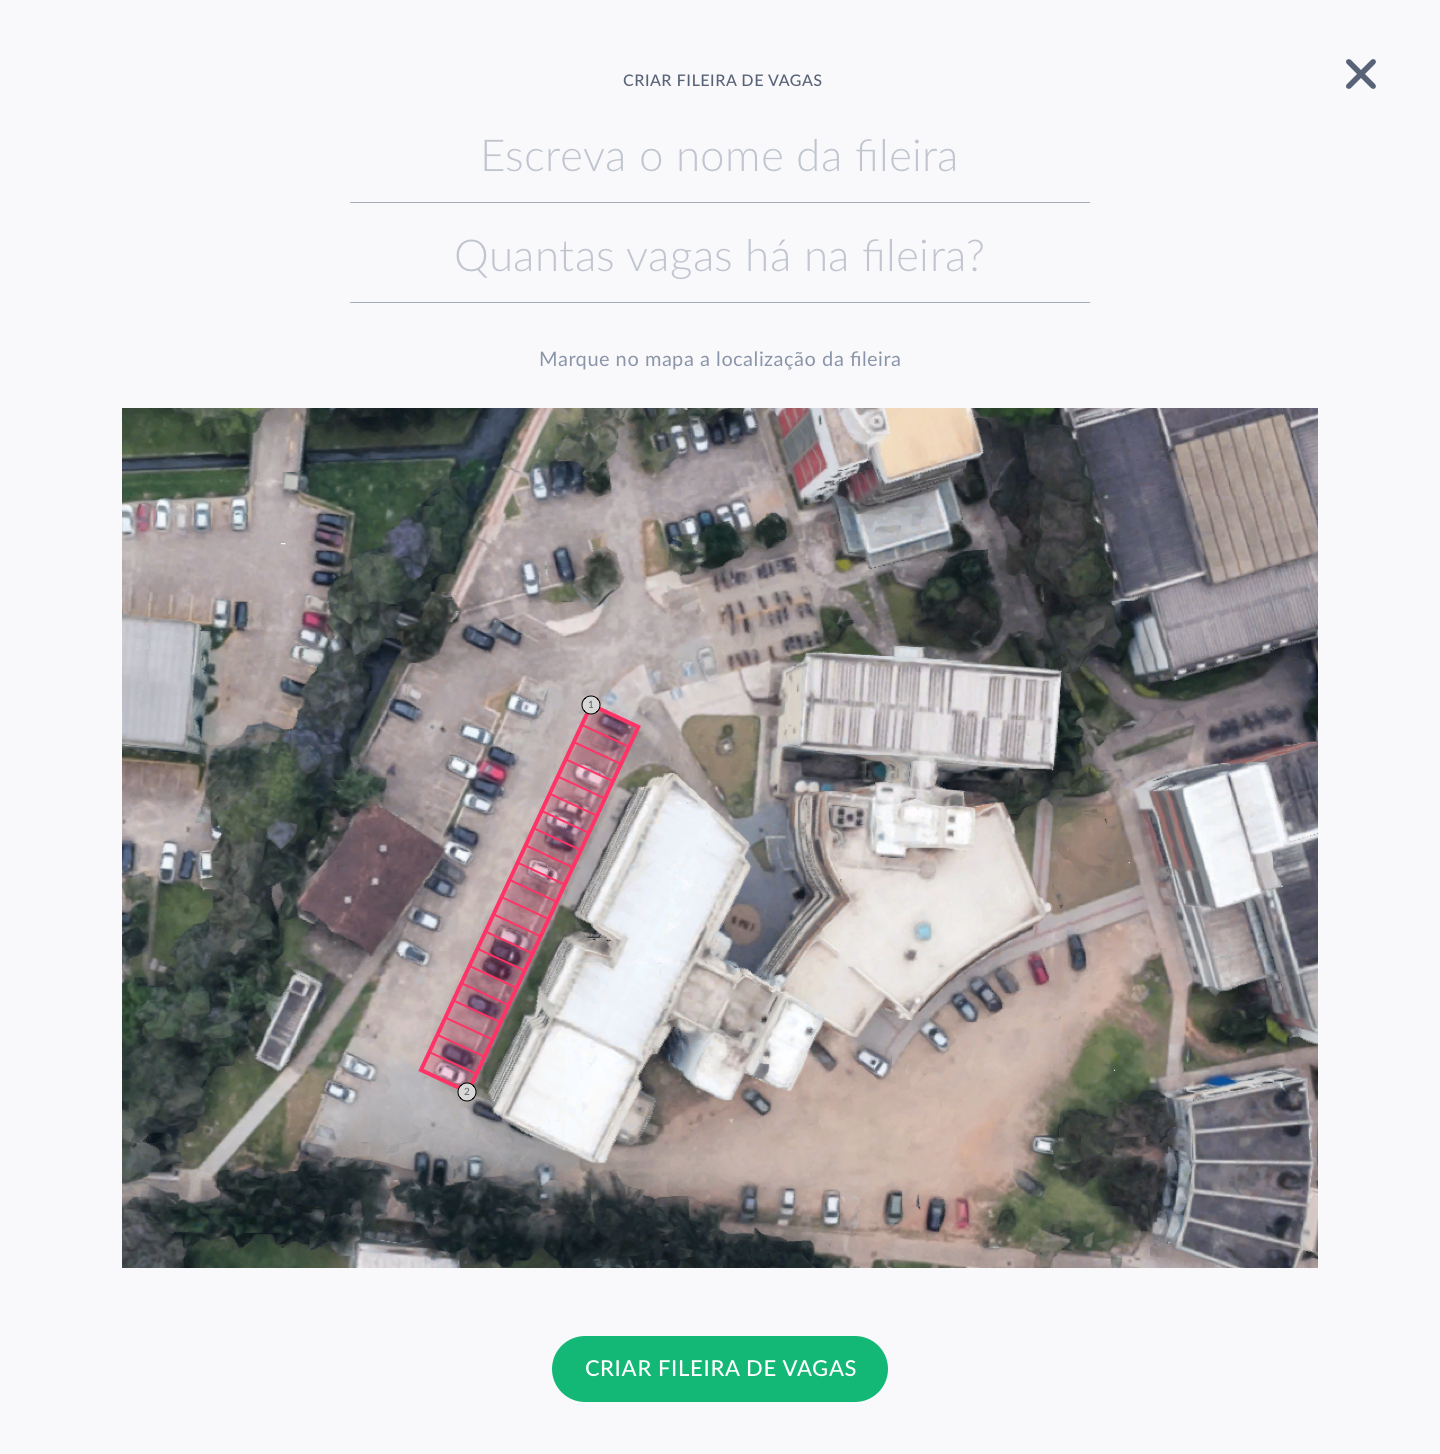 CRIAR FILEIRA DE VAGAS
Escreva o nome da fileira
Quantas vagas há na fileira?
Marque no mapa a localização da fileira
1
2
CRIAR FILEIRA DE VAGAS